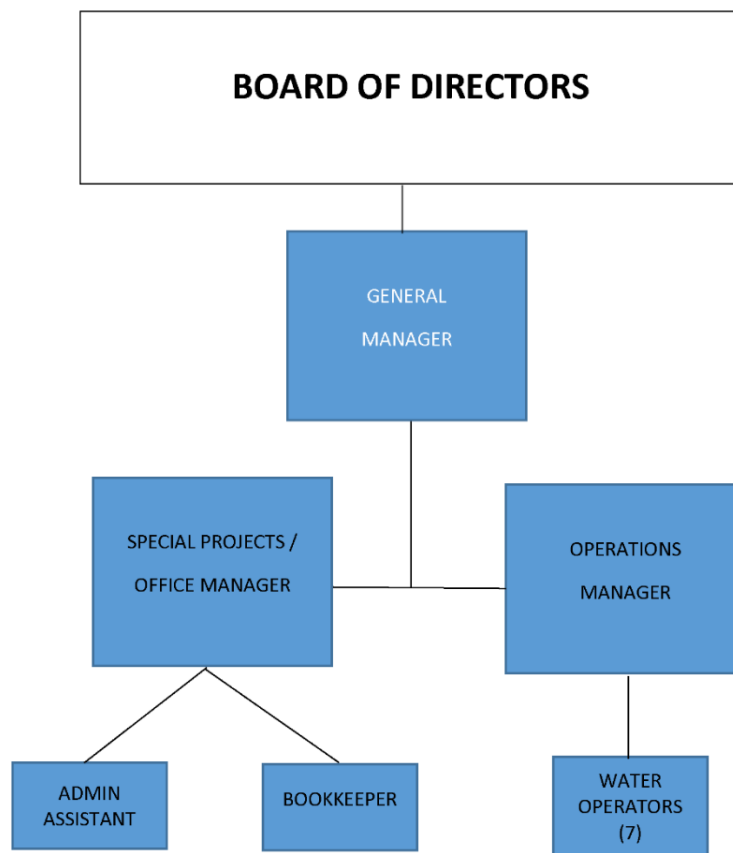 BOARD OF DIRECTORS
GENERAL
MANAGER
SPECIAL PROJECTS /
OFFICE MANAGER
OPERATIONS
MANAGER
ADMIN
ASSISTANT
BOOKKEEPER
WATER
OPERATORS
(7)